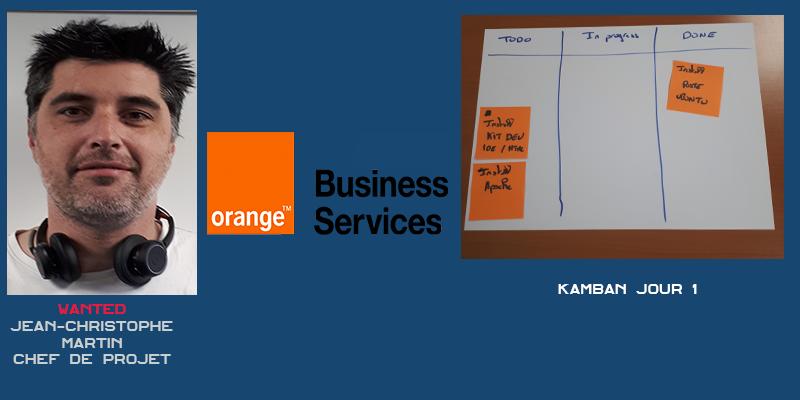 WANTED
JEAN-CHRISTOPHE
MARTIN
CHEF DE PROJET
orange™
Business
Services
TODO
In progress
DONE
Install
KIT DEV
IDE / HTML
Install
Apache
Install
POSTE
UBUNTU
KAMBAN JOUR 1